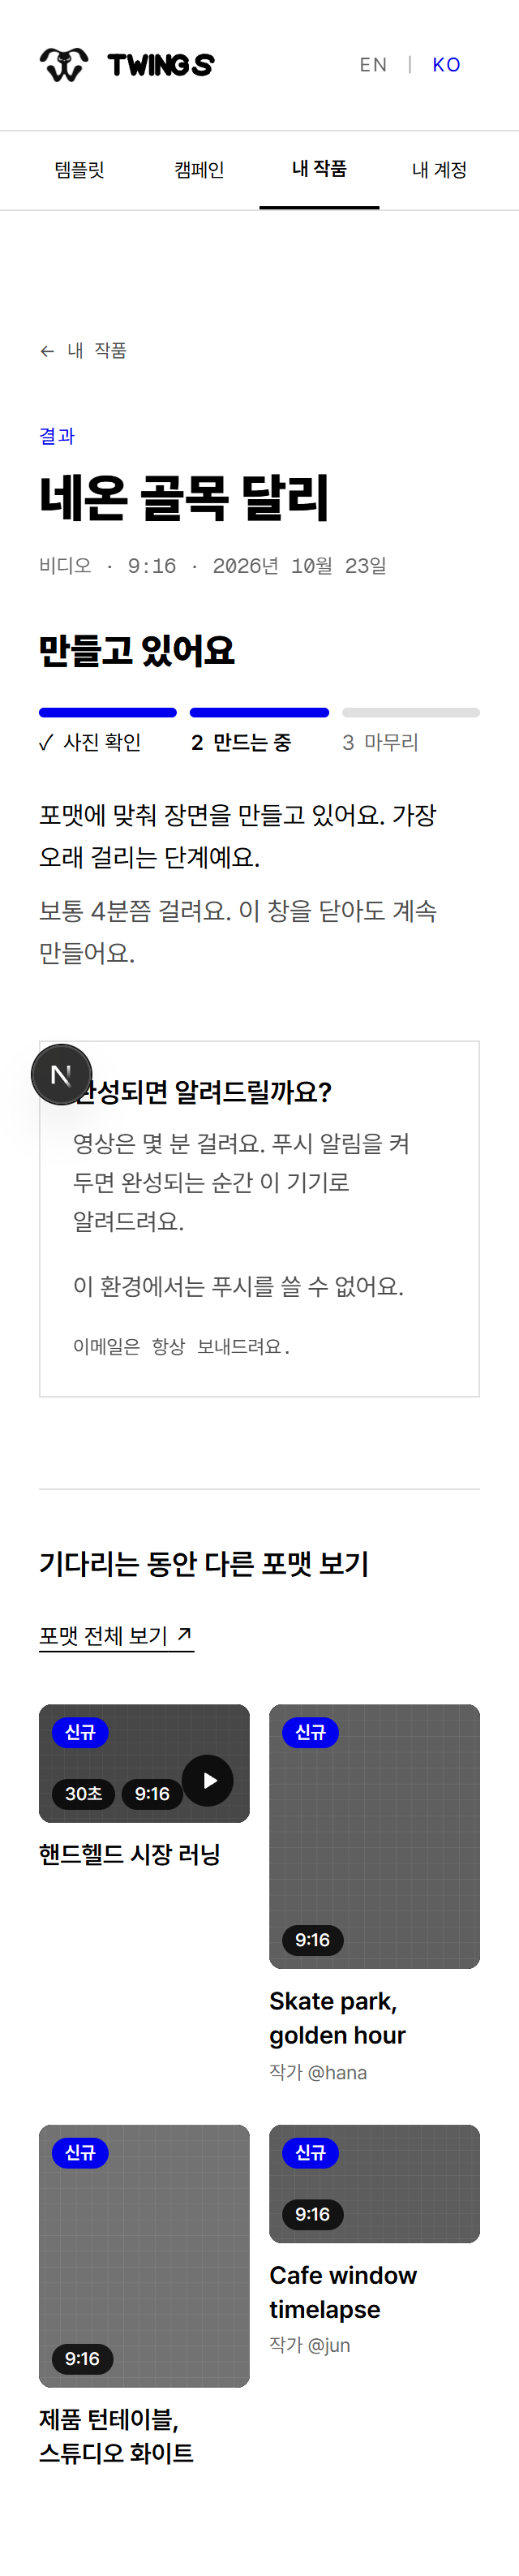 TWINGS
EN | KO
템플릿 캠페인 내 작품 내 계정
← 내 작품
결과
네온 골목 달리
비디오 · 9:16 · 2026년 10월 23일
만들고 있어요
✓ 사진 확인 2 만드는 중 3 마무리
포맷에 맞춰 장면을 만들고 있어요. 가장
오래 걸리는 단계예요.
보통 4분쯤 걸려요. 이 창을 닫아도 계속
만들어요.
N
완성되면 알려드릴까요?
영상은 몇 분 걸려요. 푸시 알림을 켜
두면 완성되는 순간 이 기기로
알려드려요.
이 환경에서는 푸시를 쓸 수 없어요.
이메일은 항상 보내드려요.
기다리는 동안 다른 포맷 보기
포맷 전체 보기 ↗
신규
30초 9:16
핸드헬드 시장 러닝
신규
9:16
Skate park,
golden hour
작가 @hana
신규
9:16
제품 턴테이블,
스튜디오 화이트
신규
9:16
Cafe window
timelapse
작가 @jun